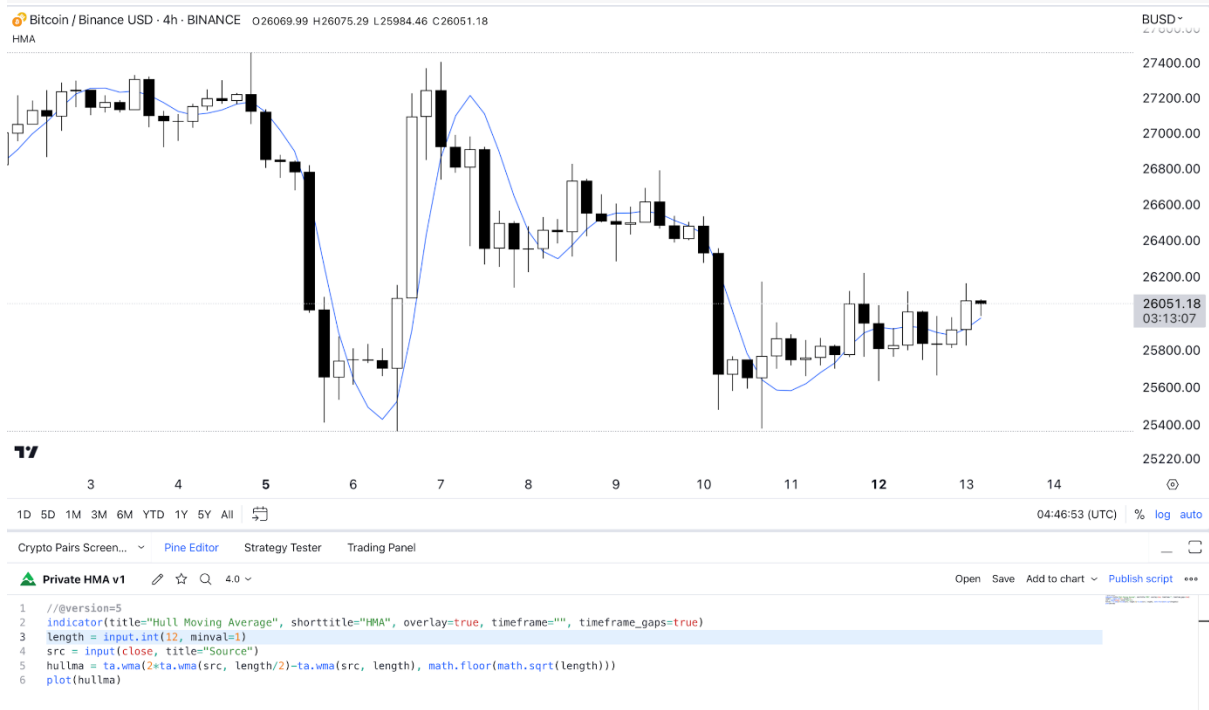 Bitcoin / Binance USD · 4h · BINANCE O26069.99 H26075.29 L25984.46 C26051.18
BUSD
HMA
27600.00
27400.00
27200.00
27000.00
26800.00
26600.00
26400.00
26200.00
26051.18
03:13:07
25800.00
25600.00
25400.00
25220.00
3 4 5 6 7 8 9 10 11 12 13 14
1D 5D 1M 3M 6M YTD 1Y 5Y All 04:46:53 (UTC) % log auto
Crypto Pairs Screen... Pine Editor Strategy Tester Trading Panel
Private HMA v1 4.0 Open Save Add to chart Publish script
1 //@version=5
2 indicator(title="Hull Moving Average", shorttitle="HMA", overlay=true, timeframe="", timeframe_gaps=true)
3 length = input.int(12, minval=1)
4 src = input(close, title="Source")
5 hullma = ta.wma(2*ta.wma(src, length/2)-ta.wma(src, length), math.floor(math.sqrt(length)))
6 plot(hullma)